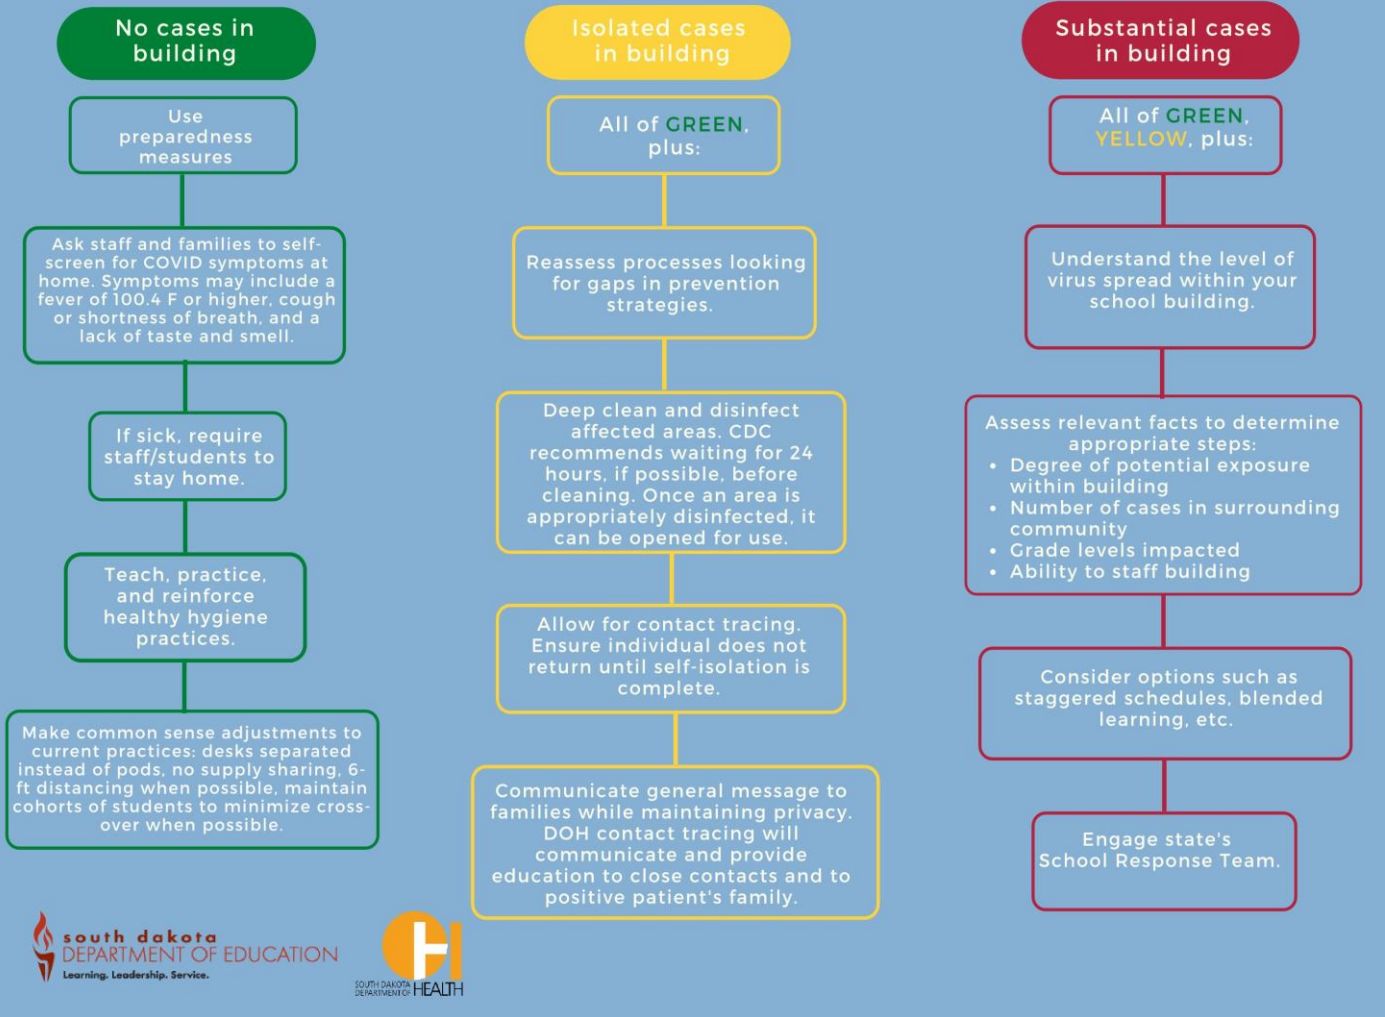 No cases in
building
Use
preparedness
measures
Ask staff and families to self-
screen for COVID symptoms at
home. Symptoms may include a
fever of 100.4 F or higher, cough
or shortness of breath, and a
lack of taste and smell.
If sick, require
staff/students to
stay home.
Teach, practice,
and reinforce
healthy hygiene
practices.
Make common sense adjustments to
current practices: desks separated
instead of pods, no supply sharing, 6-
ft distancing when possible, maintain
cohorts of students to minimize cross-
over when possible.
Isolated cases
in building
All of GREEN,
plus:
Reassess processes looking
for gaps in prevention
strategies.
Deep clean and disinfect
affected areas. CDC
recommends waiting for 24
hours, if possible, before
cleaning. Once an area is
appropriately disinfected, it
can be opened for use.
Allow for contact tracing.
Ensure individual does not
return until self-isolation is
complete.
Communicate general message to
families while maintaining privacy.
DOH contact tracing will
communicate and provide
education to close contacts and to
positive patient's family.
Substantial cases
in building
All of GREEN,
YELLOW, plus:
Understand the level of
virus spread within your
school building.
Assess relevant facts to determine
appropriate steps:
• Degree of potential exposure
within building
• Number of cases in surrounding
community
• Grade levels impacted
• Ability to staff building
Consider options such as
staggered schedules, blended
learning, etc.
Engage state's
School Response Team.
south dakota
DEPARTMENT OF EDUCATION
Learning. Leadership. Service.
SOUTH DAKOTA
DEPARTMENT OF HEALTH